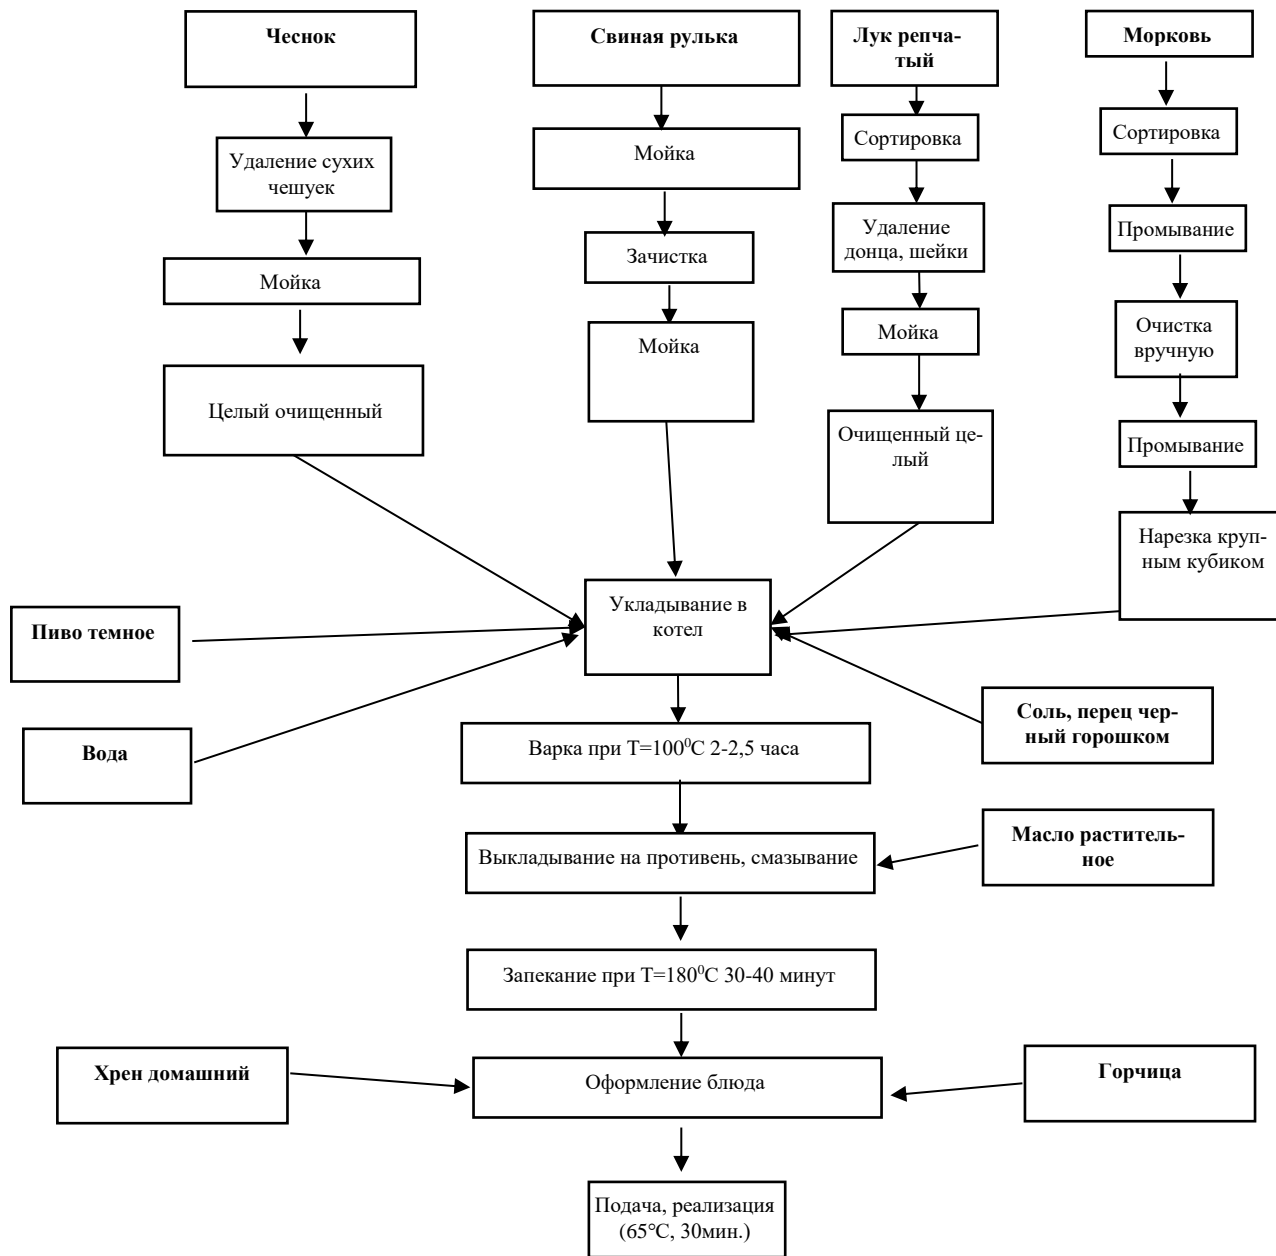 Чеснок
Свиная рулька
Лук репча-
тый
Морковь
Удаление сухих
чешуек
Мойка
Сортировка
Сортировка
Мойка
Зачистка
Удаление
донца, шейки
Промывание
Целый очищенный
Мойка
Мойка
Очистка
вручную
Очищенный це-
лый
Промывание
Нарезка круп-
ным кубиком
Пиво темное
Укладывание в
котел
Вода
Соль, перец чер-
ный горошком
Варка при Т=100⁰С 2-2,5 часа
Выкладывание на противень, смазывание
Масло раститель-
ное
Запекание при Т=180⁰С 30-40 минут
Хрен домашний
Оформление блюда
Горчица
Подача, реализация
(65°С, 30мин.)